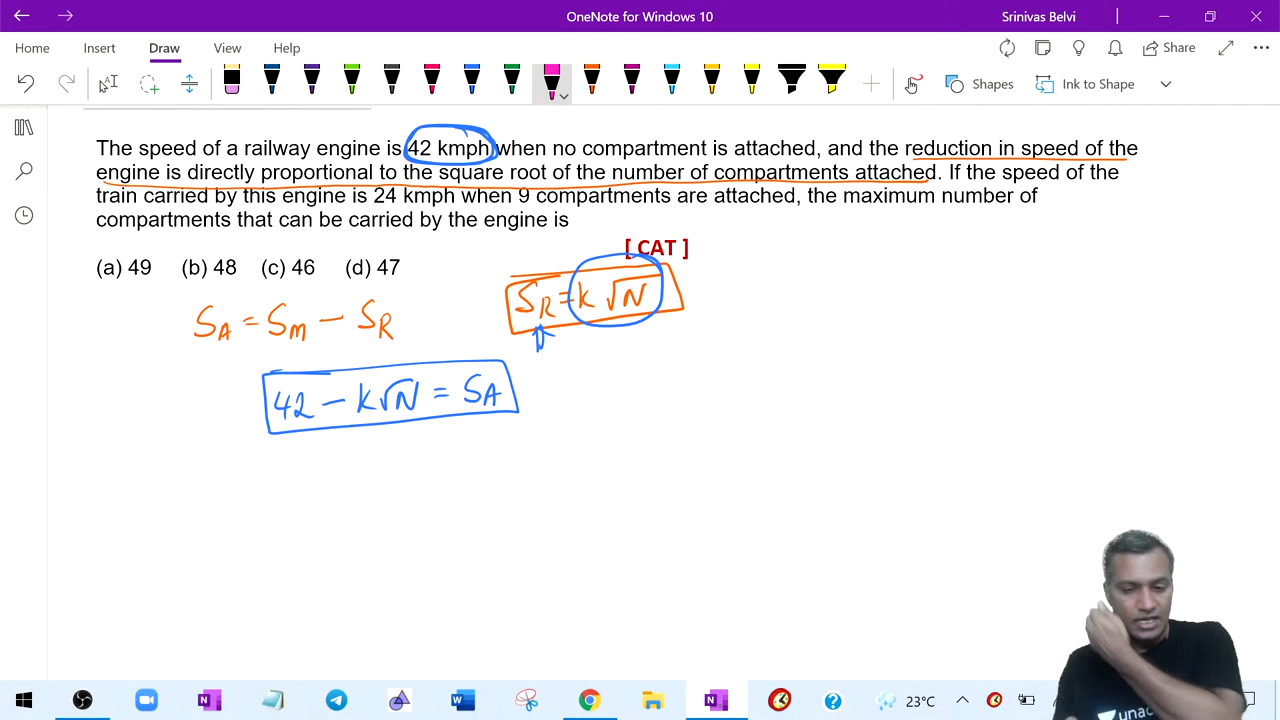 OneNote for Windows 10
Srinivas Belvi
Home Insert Draw View Help
Share
Shapes
Ink to Shape
The speed of a railway engine is 42 kmph when no compartment is attached, and the reduction in speed of the
engine is directly proportional to the square root of the number of compartments attached. If the speed of the
train carried by this engine is 24 kmph when 9 compartments are attached, the maximum number of
compartments that can be carried by the engine is
[ CAT ]
(a) 49 (b) 48 (c) 46 (d) 47
S_R = k √N
S_A = S_M - S_R
42 - k√N = S_A
23°C